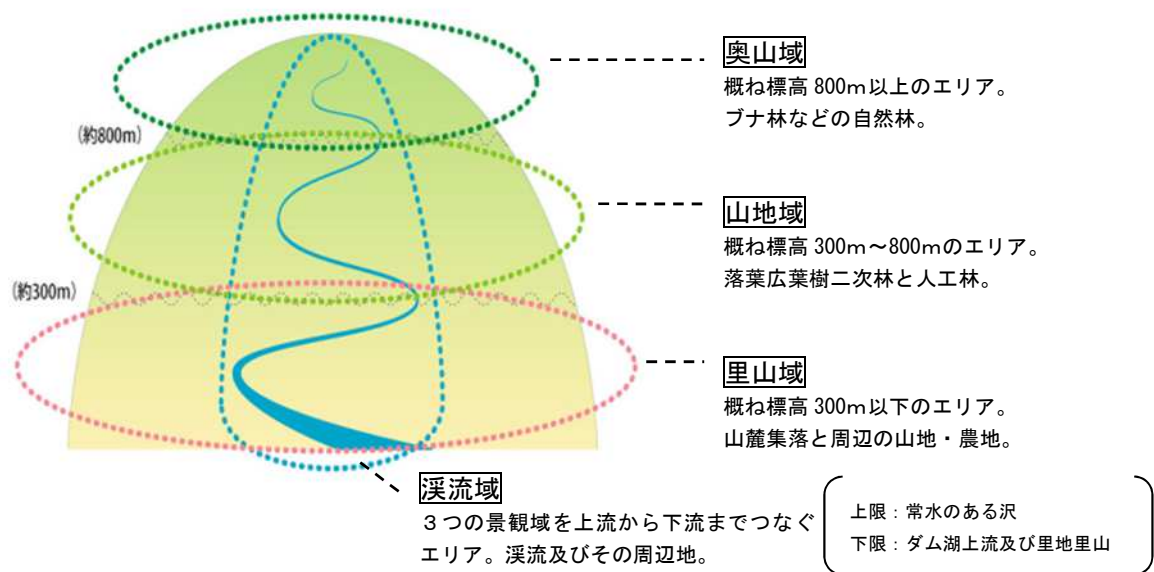 奥山域
概ね標高 800ｍ以上のエリア。
ブナ林などの自然林。
(約800m)
山地域
概ね標高 300ｍ～800ｍのエリア。
落葉広葉樹二次林と人工林。
(約300m)
里山域
概ね標高 300ｍ以下のエリア。
山麓集落と周辺の山地・農地。
渓流域
３つの景観域を上流から下流までつなぐ
エリア。渓流及びその周辺地。
上限：常水のある沢
下限：ダム湖上流及び里地里山